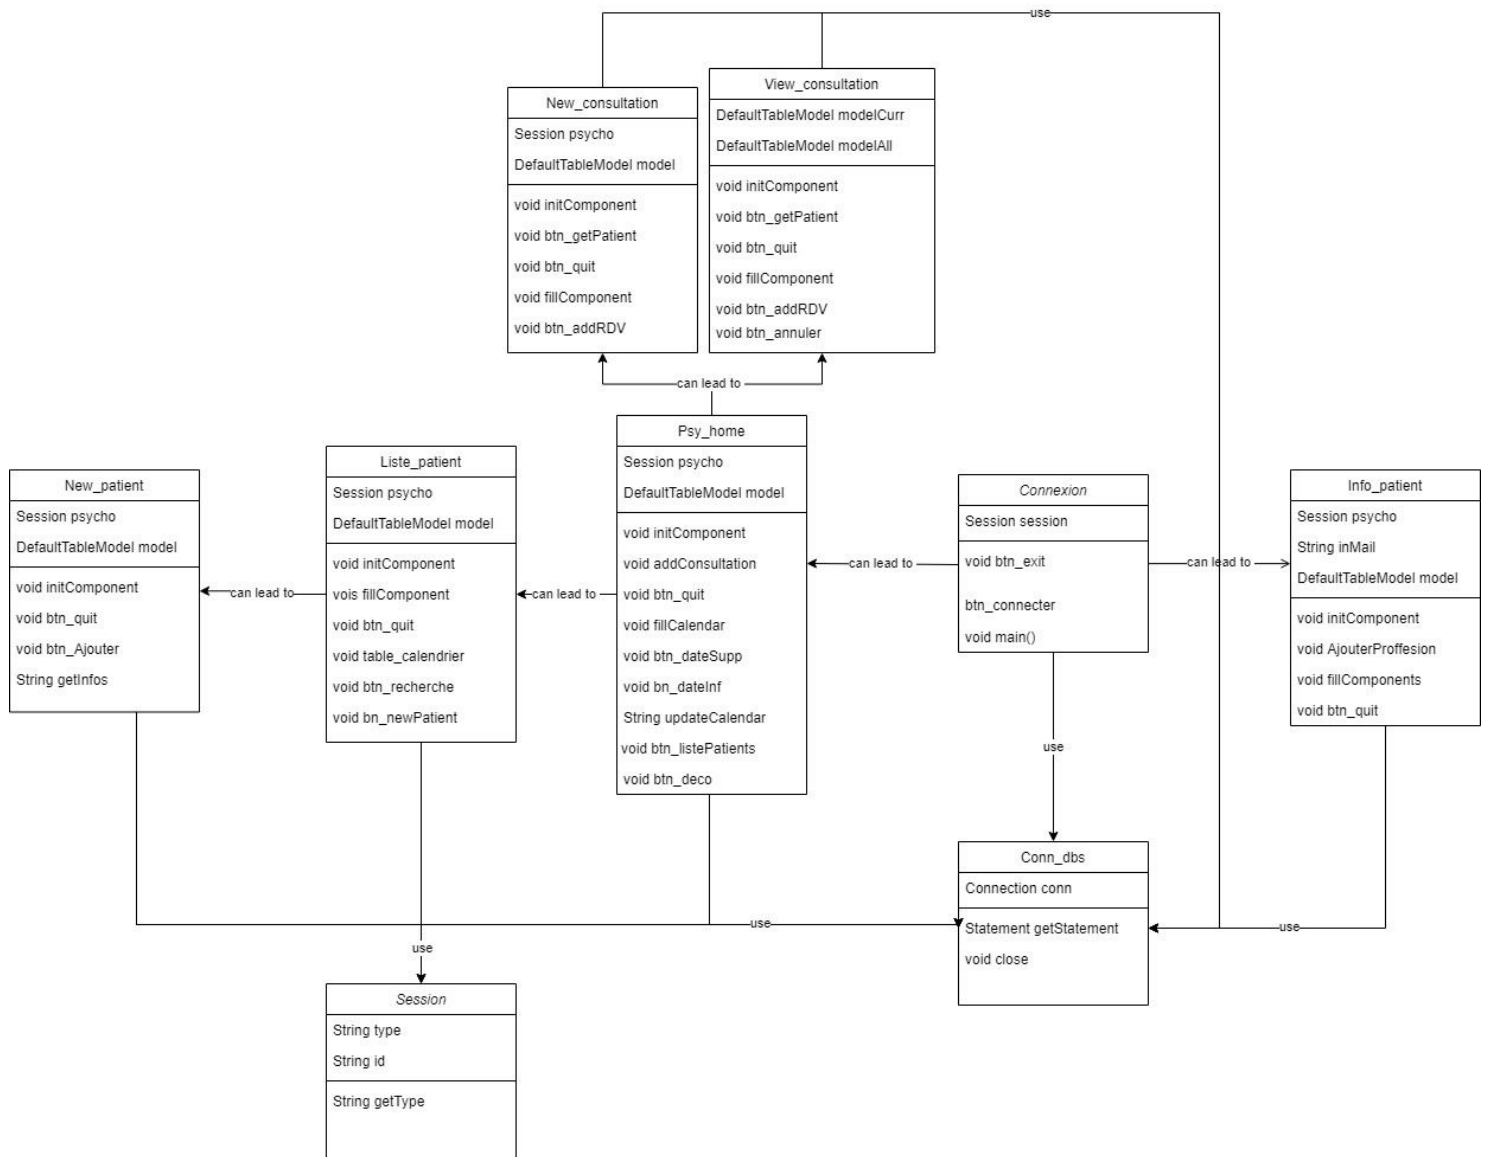 use
View_consultation
DefaultTableModel modelCurr
DefaultTableModel modelAll
void initComponent
void btn_getPatient
void btn_quit
void fillComponent
void btn_addRDV
void btn_annuler
New_consultation
Session psycho
DefaultTableModel model
void initComponent
void btn_getPatient
void btn_quit
void fillComponent
void btn_addRDV
can lead to
New_patient
Session psycho
DefaultTableModel model
void initComponent
void btn_quit
void btn_Ajouter
String getInfos
can lead to
Liste_patient
Session psycho
DefaultTableModel model
void initComponent
vois fillComponent
void btn_quit
void table_calendrier
void btn_recherche
void bn_newPatient
can lead to
Psy_home
Session psycho
DefaultTableModel model
void initComponent
void addConsultation
void btn_quit
void fillCalendar
void btn_dateSupp
void bn_dateInf
String updateCalendar
void btn_listePatients
void btn_deco
can lead to
Connexion
Session session
void btn_exit
btn_connecter
void main()
can lead to
Info_patient
Session psycho
String inMail
DefaultTableModel model
void initComponent
void AjouterProffesion
void fillComponents
void btn_quit
use
Conn_dbs
Connection conn
Statement getStatement
void close
use
use
use
Session
String type
String id
String getType